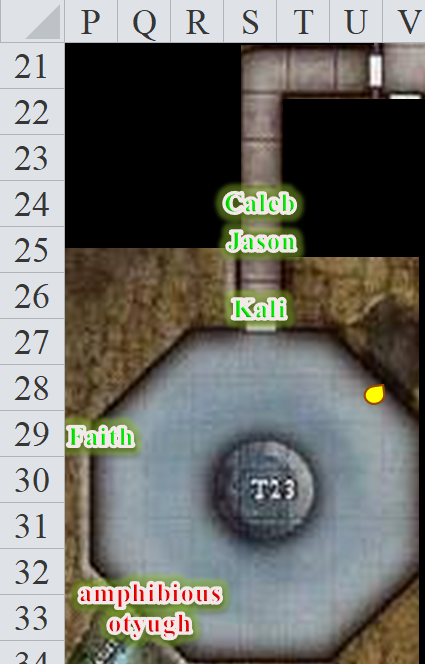 P Q R S T U V
21
22
23
24 Caleb
25 Jason
26 Kali
27
28
29 Faith
30 T23
31
32
amphibious
33 otyugh
34